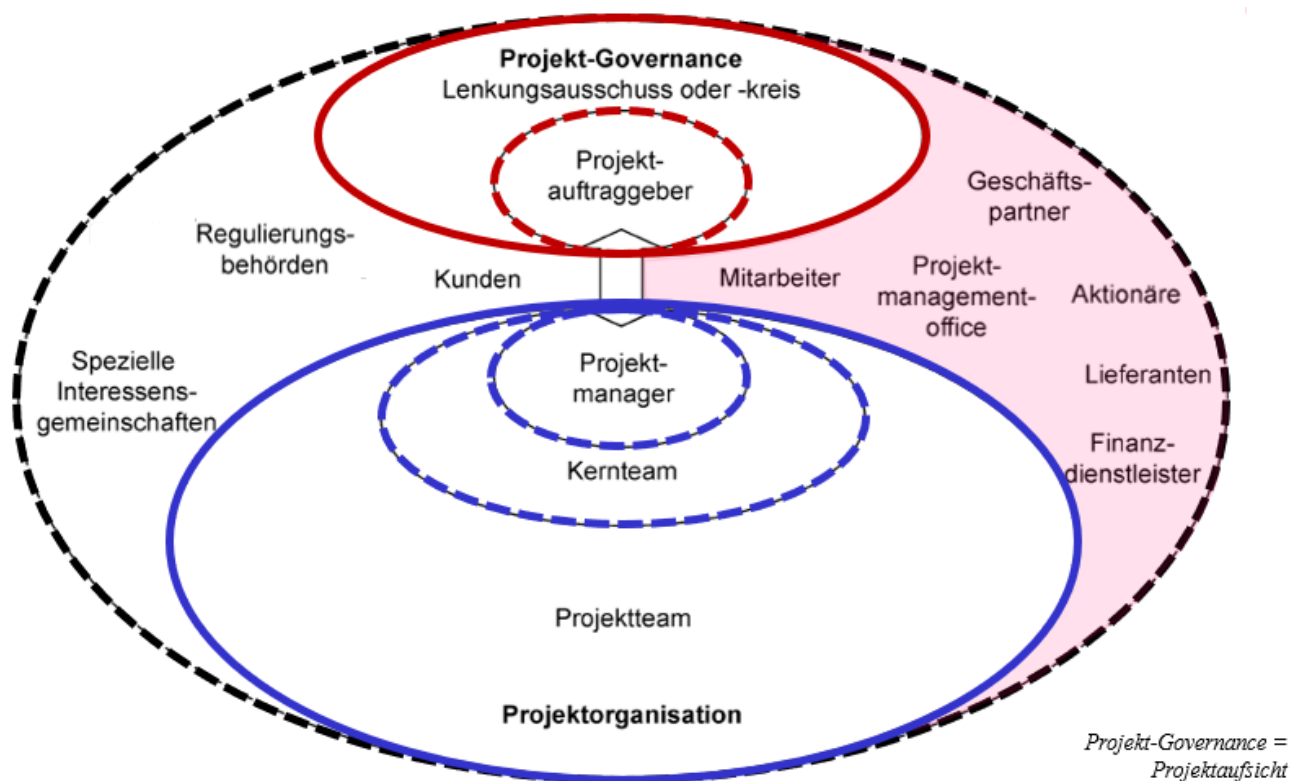 Projekt-Governance
Lenkungsausschuss oder -kreis
Projekt-
auftraggeber
Geschäfts-
partner
Regulierungs-
behörden
Kunden
Mitarbeiter
Projekt-
management-
office
Aktionäre
Spezielle
Interessens-
gemeinschaften
Projekt-
manager
Lieferanten
Kernteam
Finanz-
dienstleister
Projektteam
Projektorganisation
Projekt-Governance =
Projektaufsicht